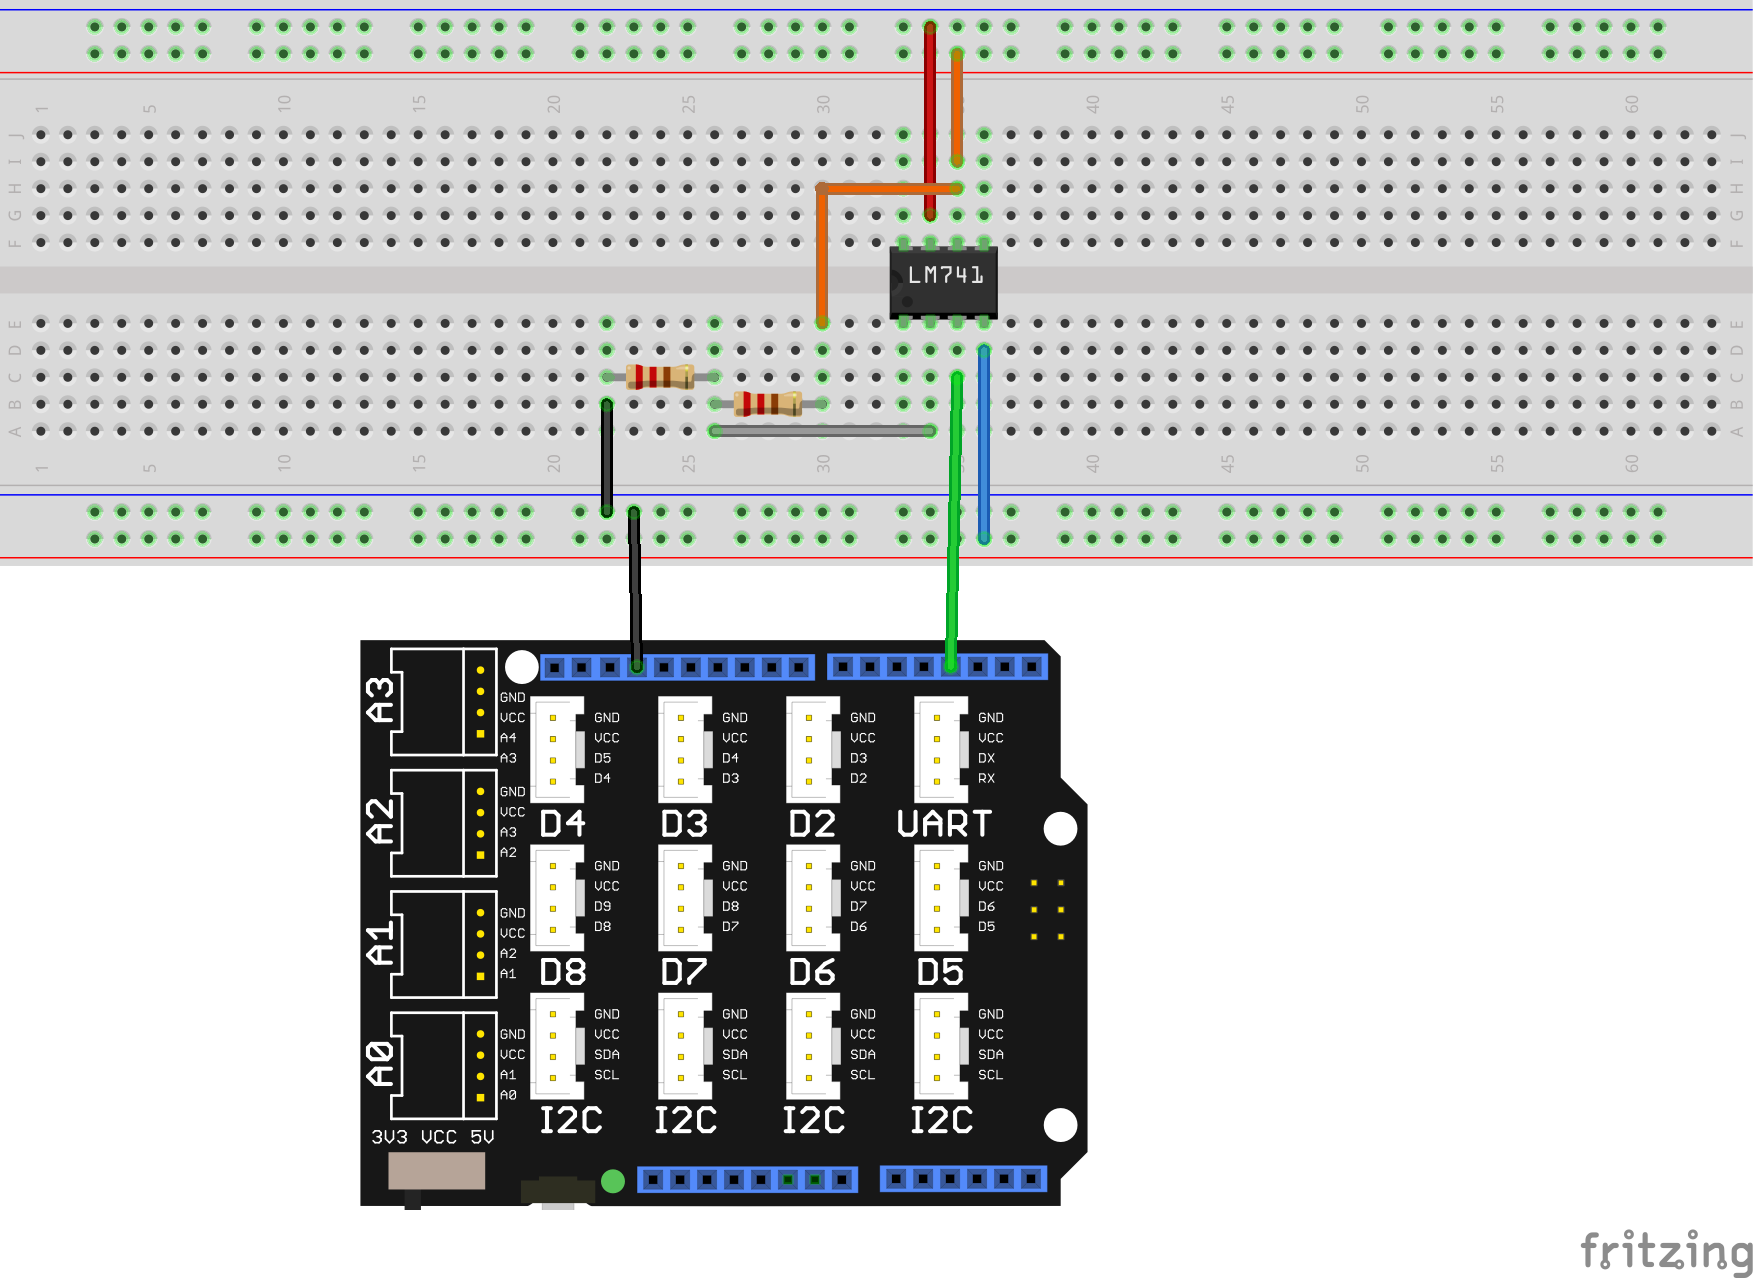 1 5 10 15 20 25 30 35 40 45 50 55 60
J J
I I
H H
G G
F F
LM741
E E
D D
C C
B B
A A
1 5 10 15 20 25 30 35 40 45 50 55 60
A3
GND
VCC
A4
A3
GND
VCC
D5
D4
D4
GND
VCC
D4
D3
D3
GND
VCC
D3
D2
D2
GND
VCC
DX
RX
UART
A2
GND
VCC
A3
A2
GND
VCC
D9
D8
D8
GND
VCC
D8
D7
D7
GND
VCC
D7
D6
D6
GND
VCC
D6
D5
D5
A1
GND
VCC
A2
A1
GND
VCC
SDA
SCL
I2C
GND
VCC
SDA
SCL
I2C
GND
VCC
SDA
SCL
I2C
GND
VCC
SDA
SCL
I2C
A0
GND
VCC
A1
A0
3V3 VCC 5V
fritzing